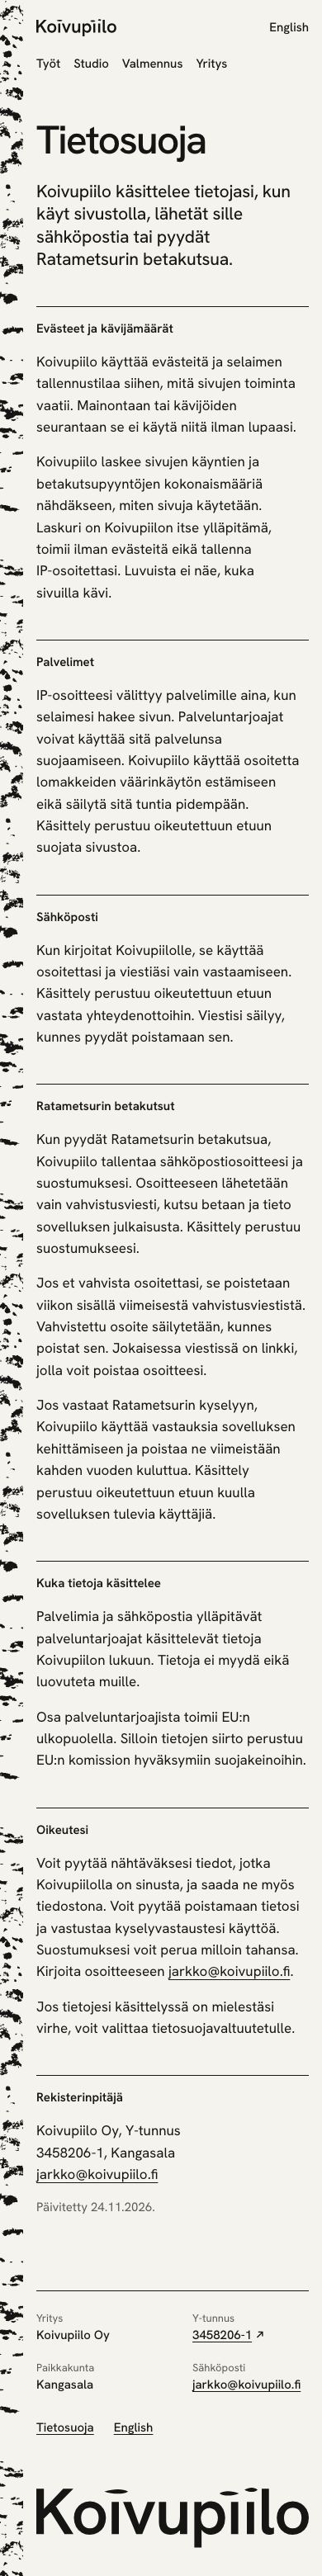 Koivupiilo
English
Työt Studio Valmennus Yritys
Tietosuoja
Koivupiilo käsittelee tietojasi, kun
käyt sivustolla, lähetät sille
sähköpostia tai pyydät
Ratametsurin betakutsua.
Evästeet ja kävijämäärät
Koivupiilo käyttää evästeitä ja selaimen
tallennustilaa siihen, mitä sivujen toiminta
vaatii. Mainontaan tai kävijöiden
seurantaan se ei käytä niitä ilman lupaasi.
Koivupiilo laskee sivujen käyntien ja
betakutsupyyntöjen kokonaismääriä
nähdäkseen, miten sivuja käytetään.
Laskuri on Koivupiilon itse ylläpitämä,
toimii ilman evästeitä eikä tallenna
IP-osoitettasi. Luvuista ei näe, kuka
sivuilla kävi.
Palvelimet
IP-osoitteesi välittyy palvelimille aina, kun
selaimesi hakee sivun. Palveluntarjoajat
voivat käyttää sitä palvelunsa
suojaamiseen. Koivupiilo käyttää osoitetta
lomakkeiden väärinkäytön estämiseen
eikä säilytä sitä tuntia pidempään.
Käsittely perustuu oikeutettuun etuun
suojata sivustoa.
Sähköposti
Kun kirjoitat Koivupiilolle, se käyttää
osoitettasi ja viestiäsi vain vastaamiseen.
Käsittely perustuu oikeutettuun etuun
vastata yhteydenottoihin. Viestisi säilyy,
kunnes pyydät poistamaan sen.
Ratametsurin betakutsut
Kun pyydät Ratametsurin betakutsua,
Koivupiilo tallentaa sähköpostiosoitteesi ja
suostumuksesi. Osoitteeseen lähetetään
vain vahvistusviesti, kutsu betaan ja tieto
sovelluksen julkaisusta. Käsittely perustuu
suostumukseesi.
Jos et vahvista osoitettasi, se poistetaan
viikon sisällä viimeisestä vahvistusviestistä.
Vahvistettu osoite säilytetään, kunnes
poistat sen. Jokaisessa viestissä on linkki,
jolla voit poistaa osoitteesi.
Jos vastaat Ratametsurin kyselyyn,
Koivupiilo käyttää vastauksia sovelluksen
kehittämiseen ja poistaa ne viimeistään
kahden vuoden kuluttua. Käsittely
perustuu oikeutettuun etuun kuulla
sovelluksen tulevia käyttäjiä.
Kuka tietoja käsittelee
Palvelimia ja sähköpostia ylläpitävät
palveluntarjoajat käsittelevät tietoja
Koivupiilon lukuun. Tietoja ei myydä eikä
luovuteta muille.
Osa palveluntarjoajista toimii EU:n
ulkopuolella. Silloin tietojen siirto perustuu
EU:n komission hyväksymiin suojakeinoihin.
Oikeutesi
Voit pyytää nähtäväksesi tiedot, jotka
Koivupiilolla on sinusta, ja saada ne myös
tiedostona. Voit pyytää poistamaan tietosi
ja vastustaa kyselyvastaustesi käyttöä.
Suostumuksesi voit perua milloin tahansa.
Kirjoita osoitteeseen jarkko@koivupiilo.fi.
Jos tietojesi käsittelyssä on mielestäsi
virhe, voit valittaa tietosuojavaltuutetulle.
Rekisterinpitäjä
Koivupiilo Oy, Y-tunnus
3458206-1, Kangasala
jarkko@koivupiilo.fi
Päivitetty 24.11.2026.
Yritys
Koivupiilo Oy
Y-tunnus
3458206-1 ↗
Paikkakunta
Kangasala
Sähköposti
jarkko@koivupiilo.fi
Tietosuoja English
Koivupiilo